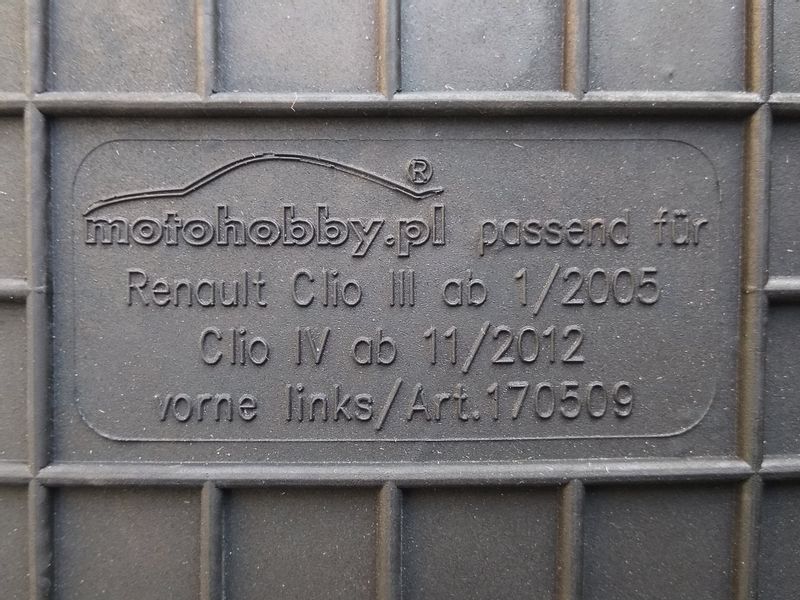 motohobby.pl ® passend für
Renault Clio III ab 1/2005
Clio IV ab 11/2012
vorne links/Art.170509